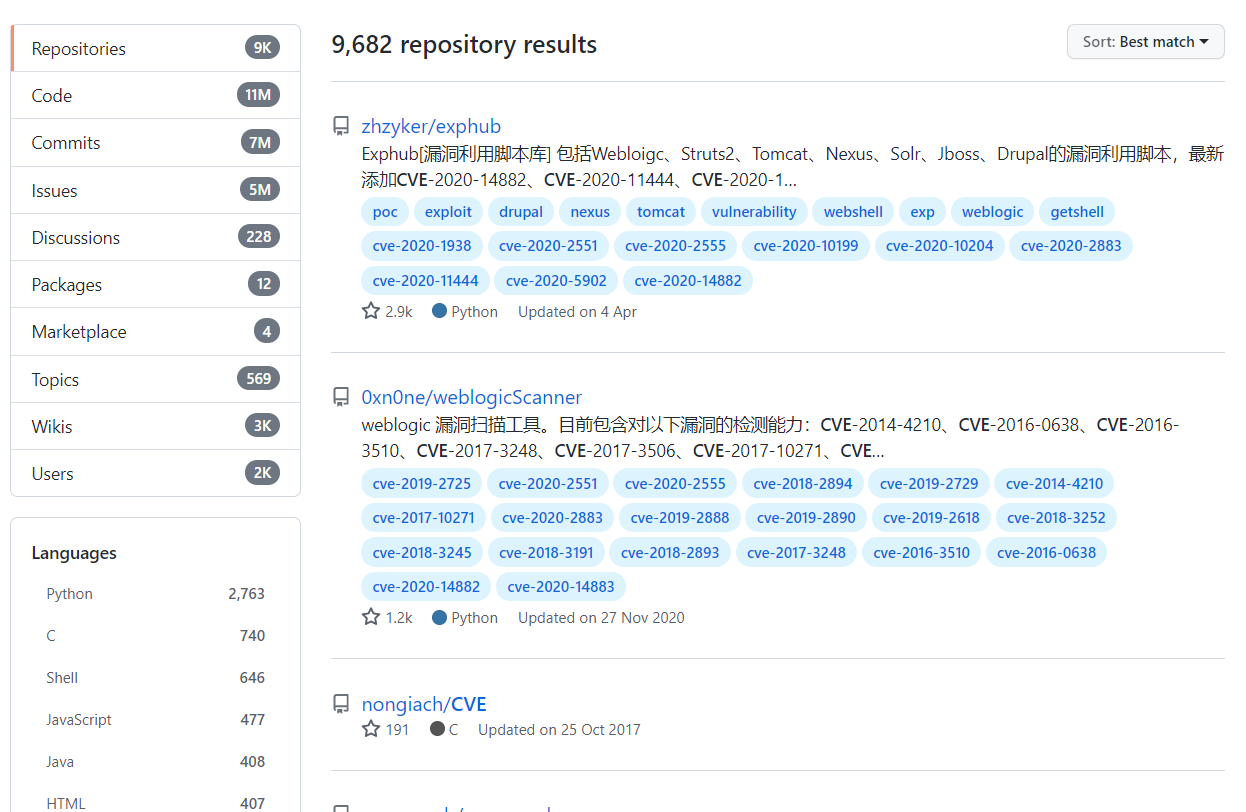 Repositories 9K
Code 11M
Commits 7M
Issues 5M
Discussions 228
Packages 12
Marketplace 4
Topics 569
Wikis 3K
Users 2K
Languages
Python 2,763
C 740
Shell 646
JavaScript 477
Java 408
HTML 407
9,682 repository results
Sort: Best match
zhzyker/exphub
Exphub[漏洞利用脚本库] 包括Webloigc、Struts2、Tomcat、Nexus、Solr、Jboss、Drupal的漏洞利用脚本，最新
添加CVE-2020-14882、CVE-2020-11444、CVE-2020-1...
poc exploit drupal nexus tomcat vulnerability webshell exp weblogic getshell
cve-2020-1938 cve-2020-2551 cve-2020-2555 cve-2020-10199 cve-2020-10204 cve-2020-2883
cve-2020-11444 cve-2020-5902 cve-2020-14882
2.9k Python Updated on 4 Apr
0xn0ne/weblogicScanner
weblogic 漏洞扫描工具。目前包含对以下漏洞的检测能力：CVE-2014-4210、CVE-2016-0638、CVE-2016-
3510、CVE-2017-3248、CVE-2017-3506、CVE-2017-10271、CVE...
cve-2019-2725 cve-2020-2551 cve-2020-2555 cve-2018-2894 cve-2019-2729 cve-2014-4210
cve-2017-10271 cve-2020-2883 cve-2019-2888 cve-2019-2890 cve-2019-2618 cve-2018-3252
cve-2018-3245 cve-2018-3191 cve-2018-2893 cve-2017-3248 cve-2016-3510 cve-2016-0638
cve-2020-14882 cve-2020-14883
1.2k Python Updated on 27 Nov 2020
nongiach/CVE
191 C Updated on 25 Oct 2017